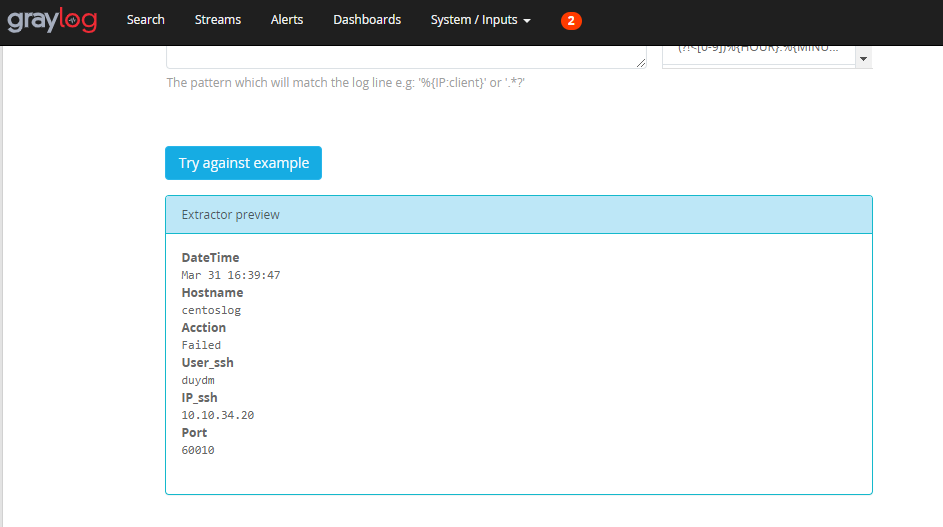 graylog Search Streams Alerts Dashboards System / Inputs 2
(?!<[0-9])%{HOUR}:%{MINU...
The pattern which will match the log line e.g: '%{IP:client}' or '.*?'
Try against example
Extractor preview
DateTime
Mar 31 16:39:47
Hostname
centoslog
Acction
Failed
User_ssh
duydm
IP_ssh
10.10.34.20
Port
60010